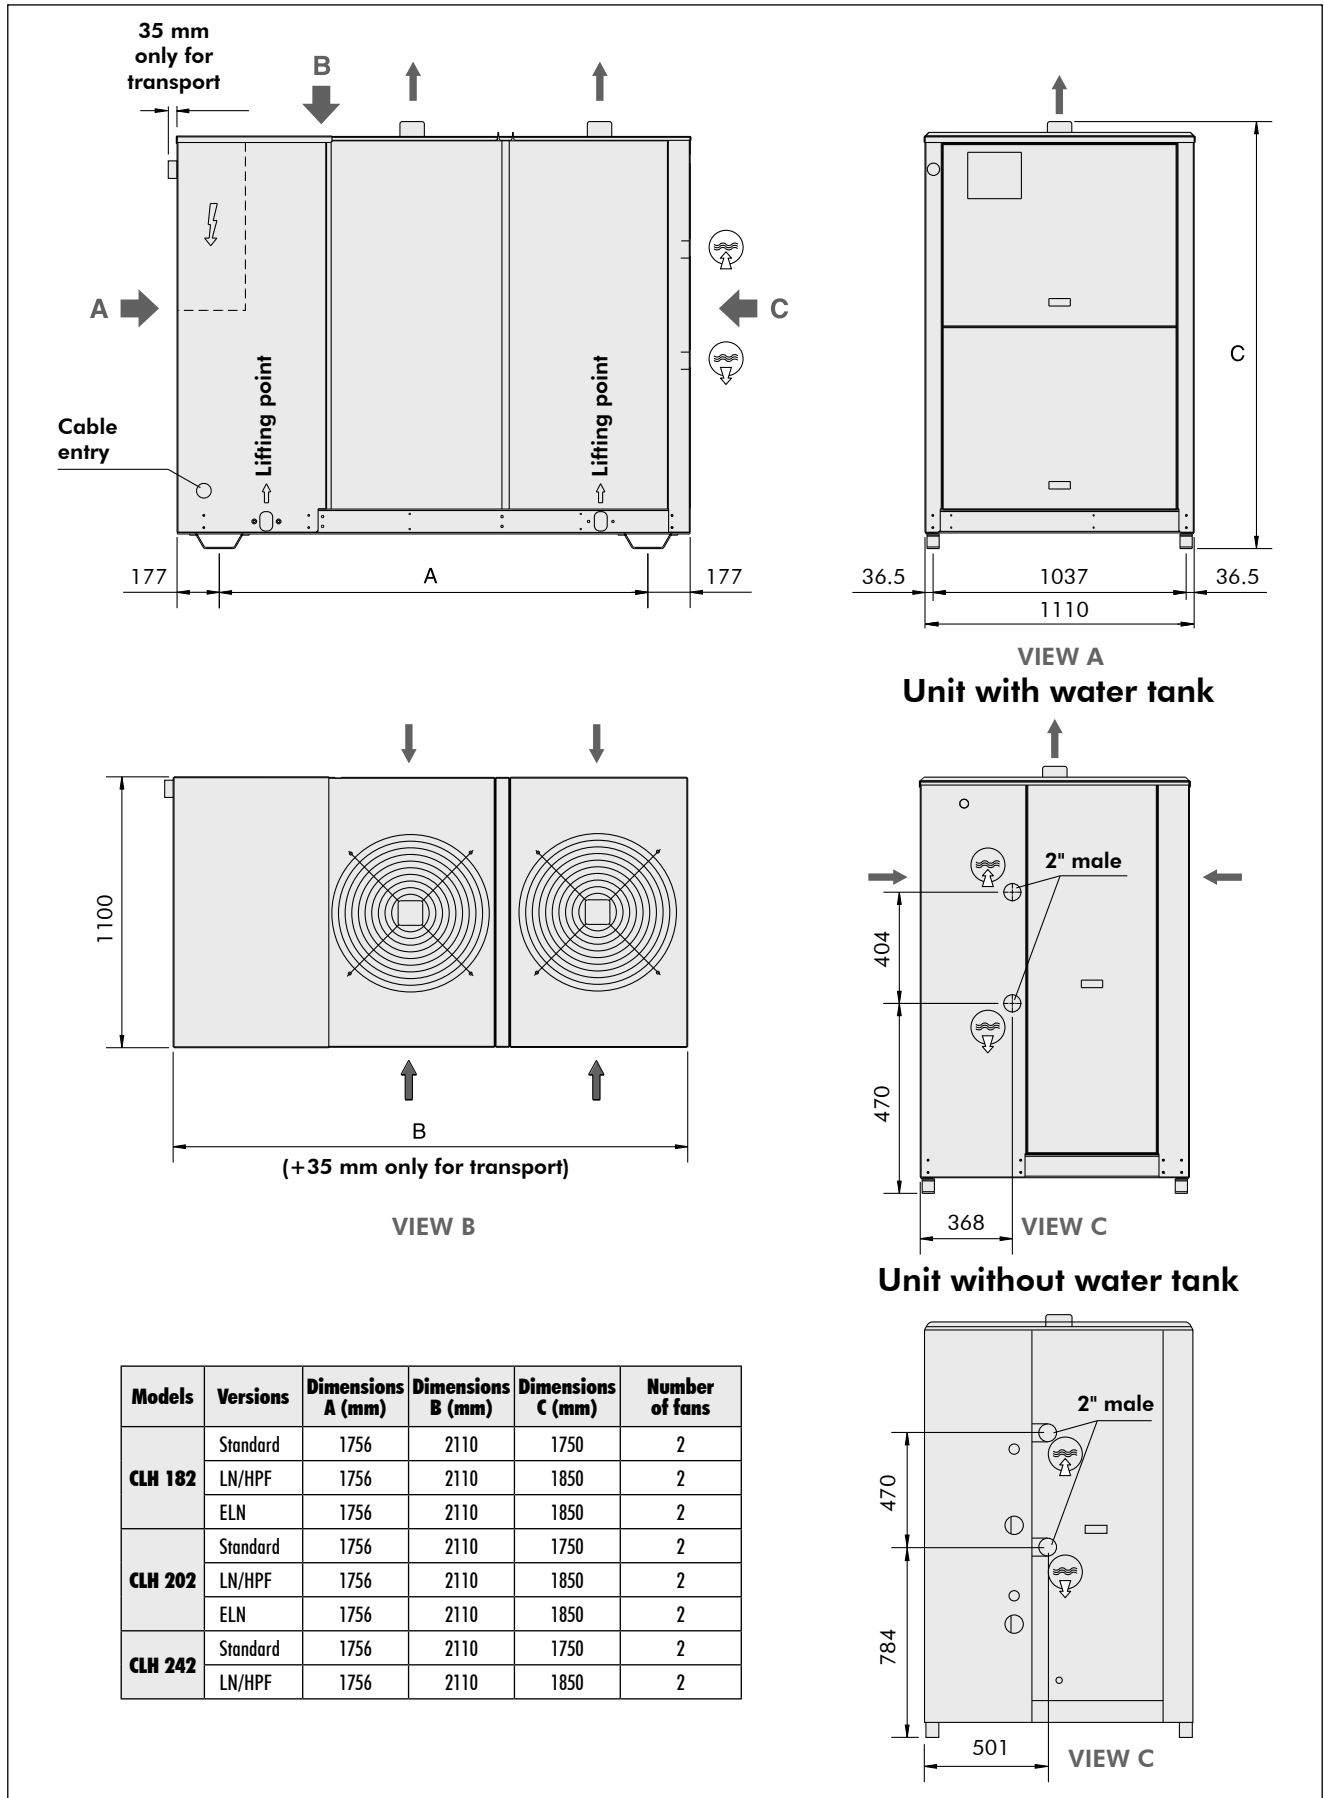 35 mm
only for
transport
B
A
C
Lifting point
Lifting point
Cable
entry
177
A
177
C
36.5
1037
36.5
1110
VIEW A
Unit with water tank
1100
B
(+35 mm only for transport)
VIEW B
2" male
404
470
368
VIEW C
Unit without water tank
2" male
470
784
501
VIEW C
Models Versions Dimensions A (mm) Dimensions B (mm) Dimensions C (mm) Number of fans
CLH 182 Standard 1756 2110 1750 2
LN/HPF 1756 2110 1850 2
ELN 1756 2110 1850 2
CLH 202 Standard 1756 2110 1750 2
LN/HPF 1756 2110 1850 2
ELN 1756 2110 1850 2
CLH 242 Standard 1756 2110 1750 2
LN/HPF 1756 2110 1850 2